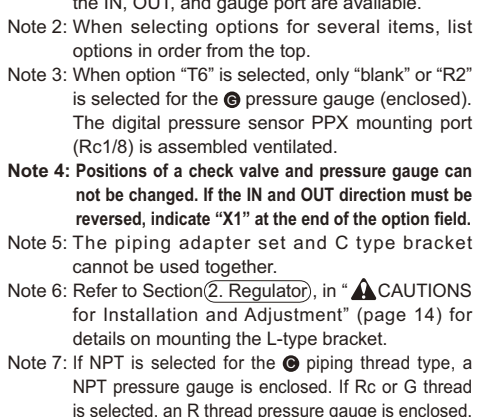 the IN, OUT, and gauge port are available.
Note 2: When selecting options for several items, list
options in order from the top.
Note 3: When option “T6” is selected, only “blank” or “R2”
is selected for the G pressure gauge (enclosed).
The digital pressure sensor PPX mounting port
(Rc1/8) is assembled ventilated.
Note 4: Positions of a check valve and pressure gauge can
not be changed. If the IN and OUT direction must be
reversed, indicate “X1” at the end of the option field.
Note 5: The piping adapter set and C type bracket
cannot be used together.
Note 6: Refer to Section 2. Regulator, in “ CAUTIONS
for Installation and Adjustment” (page 14) for
details on mounting the L-type bracket.
Note 7: If NPT is selected for the C piping thread type, a
NPT pressure gauge is enclosed. If Rc or G thread
is selected, an R thread pressure gauge is enclosed.